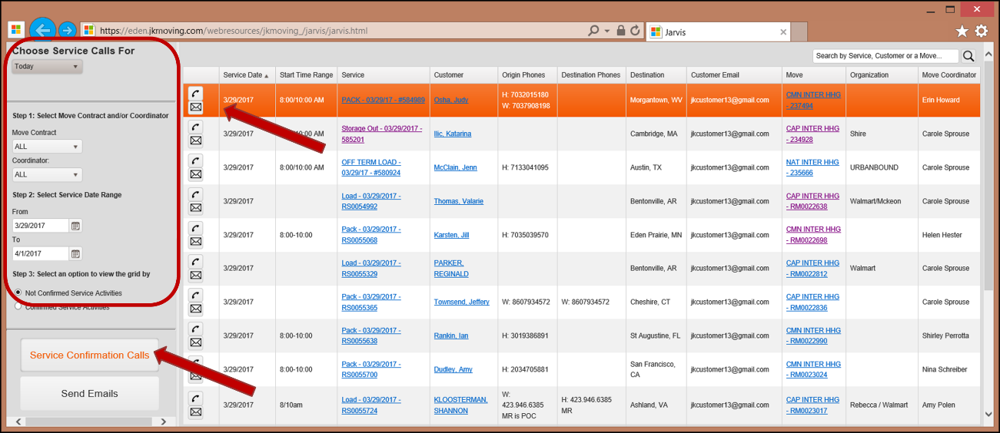 https://eden.jkmoving.com/webresources/jkmoving_/jarvis/jarvis.html
Jarvis
Choose Service Calls For
Today
Step 1: Select Move Contract and/or Coordinator
Move Contract
ALL
Coordinator:
ALL
Step 2: Select Service Date Range
From
3/29/2017
To
4/1/2017
Step 3: Select an option to view the grid by
Not Confirmed Service Activities
Confirmed Service Activities
Service Confirmation Calls
Send Emails
Search by Service, Customer or a Move...
Service Date Start Time Range Service Customer Origin Phones Destination Phones Destination Customer Email Move Organization Move Coordinator
3/29/2017 8:00/10:00 AM PACK - 03/29/17 - #584989 Osha, Judy H: 7032015180 Morgantown, WV jkcustomer13@gmail.com CMN INTER HHG Erin Howard
W: 7037908198 - 237494
3/29/2017 /10:00 AM Storage Out - 03/29/2017 - Ilic, Katarina Cambridge, MA jkcustomer13@gmail.com CAP INTER HHG Shire Carole Sprouse
585201 - 234928
3/29/2017 8:00/10:00 AM OFF TERM LOAD - McClain, Jenn H: 7133041095 Austin, TX jkcustomer13@gmail.com NAT INTER HHG URBANBOUND Carole Sprouse
03/29/17 - #580924 - 235666
3/29/2017 Load - 03/29/2017 - Thomas, Valarie Bentonville, AR jkcustomer13@gmail.com CAP INTER HHG Walmart/Mckeon Carole Sprouse
RS0054992 - RM0022638
3/29/2017 8:00-10:00 Pack - 03/29/2017 - Karsten, Jill H: 7035039570 Eden Prairie, MN jkcustomer13@gmail.com CMN INTER HHG Helen Hester
RS0055068 - RM0022698
3/29/2017 Load - 03/29/2017 - PARKER, Bentonville, AR jkcustomer13@gmail.com CAP INTER HHG Walmart Carole Sprouse
RS0055329 REGINALD - RM0022812
3/29/2017 Pack - 03/29/2017 - Townsend, Jeffery W: 8607934572 W: 8607934572 Cheshire, CT jkcustomer13@gmail.com CAP INTER HHG Carole Sprouse
RS0055365 - RM0022836
3/29/2017 8:00-10:00 Pack - 03/29/2017 - Rankin, Ian H: 3019386891 St Augustine, FL jkcustomer13@gmail.com CMN INTER HHG Shirley Perrotta
RS0055638 - RM0022990
3/29/2017 8:00-10:00 Pack - 03/29/2017 - Dudley, Amy H: 2034705881 San Francisco, jkcustomer13@gmail.com CMN INTER HHG Nina Schreiber
RS0055700 CA - RM0023024
3/29/2017 8/10am Load - 03/29/2017 - KLOOSTERMAN, W: H: 423.946.6385 Ashland, VA jkcustomer13@gmail.com CAP INTER HHG Rebecca / Walmart Amy Polen
RS0055724 SHANNON 423.946.6385 MR - RM0023017
MR is POC